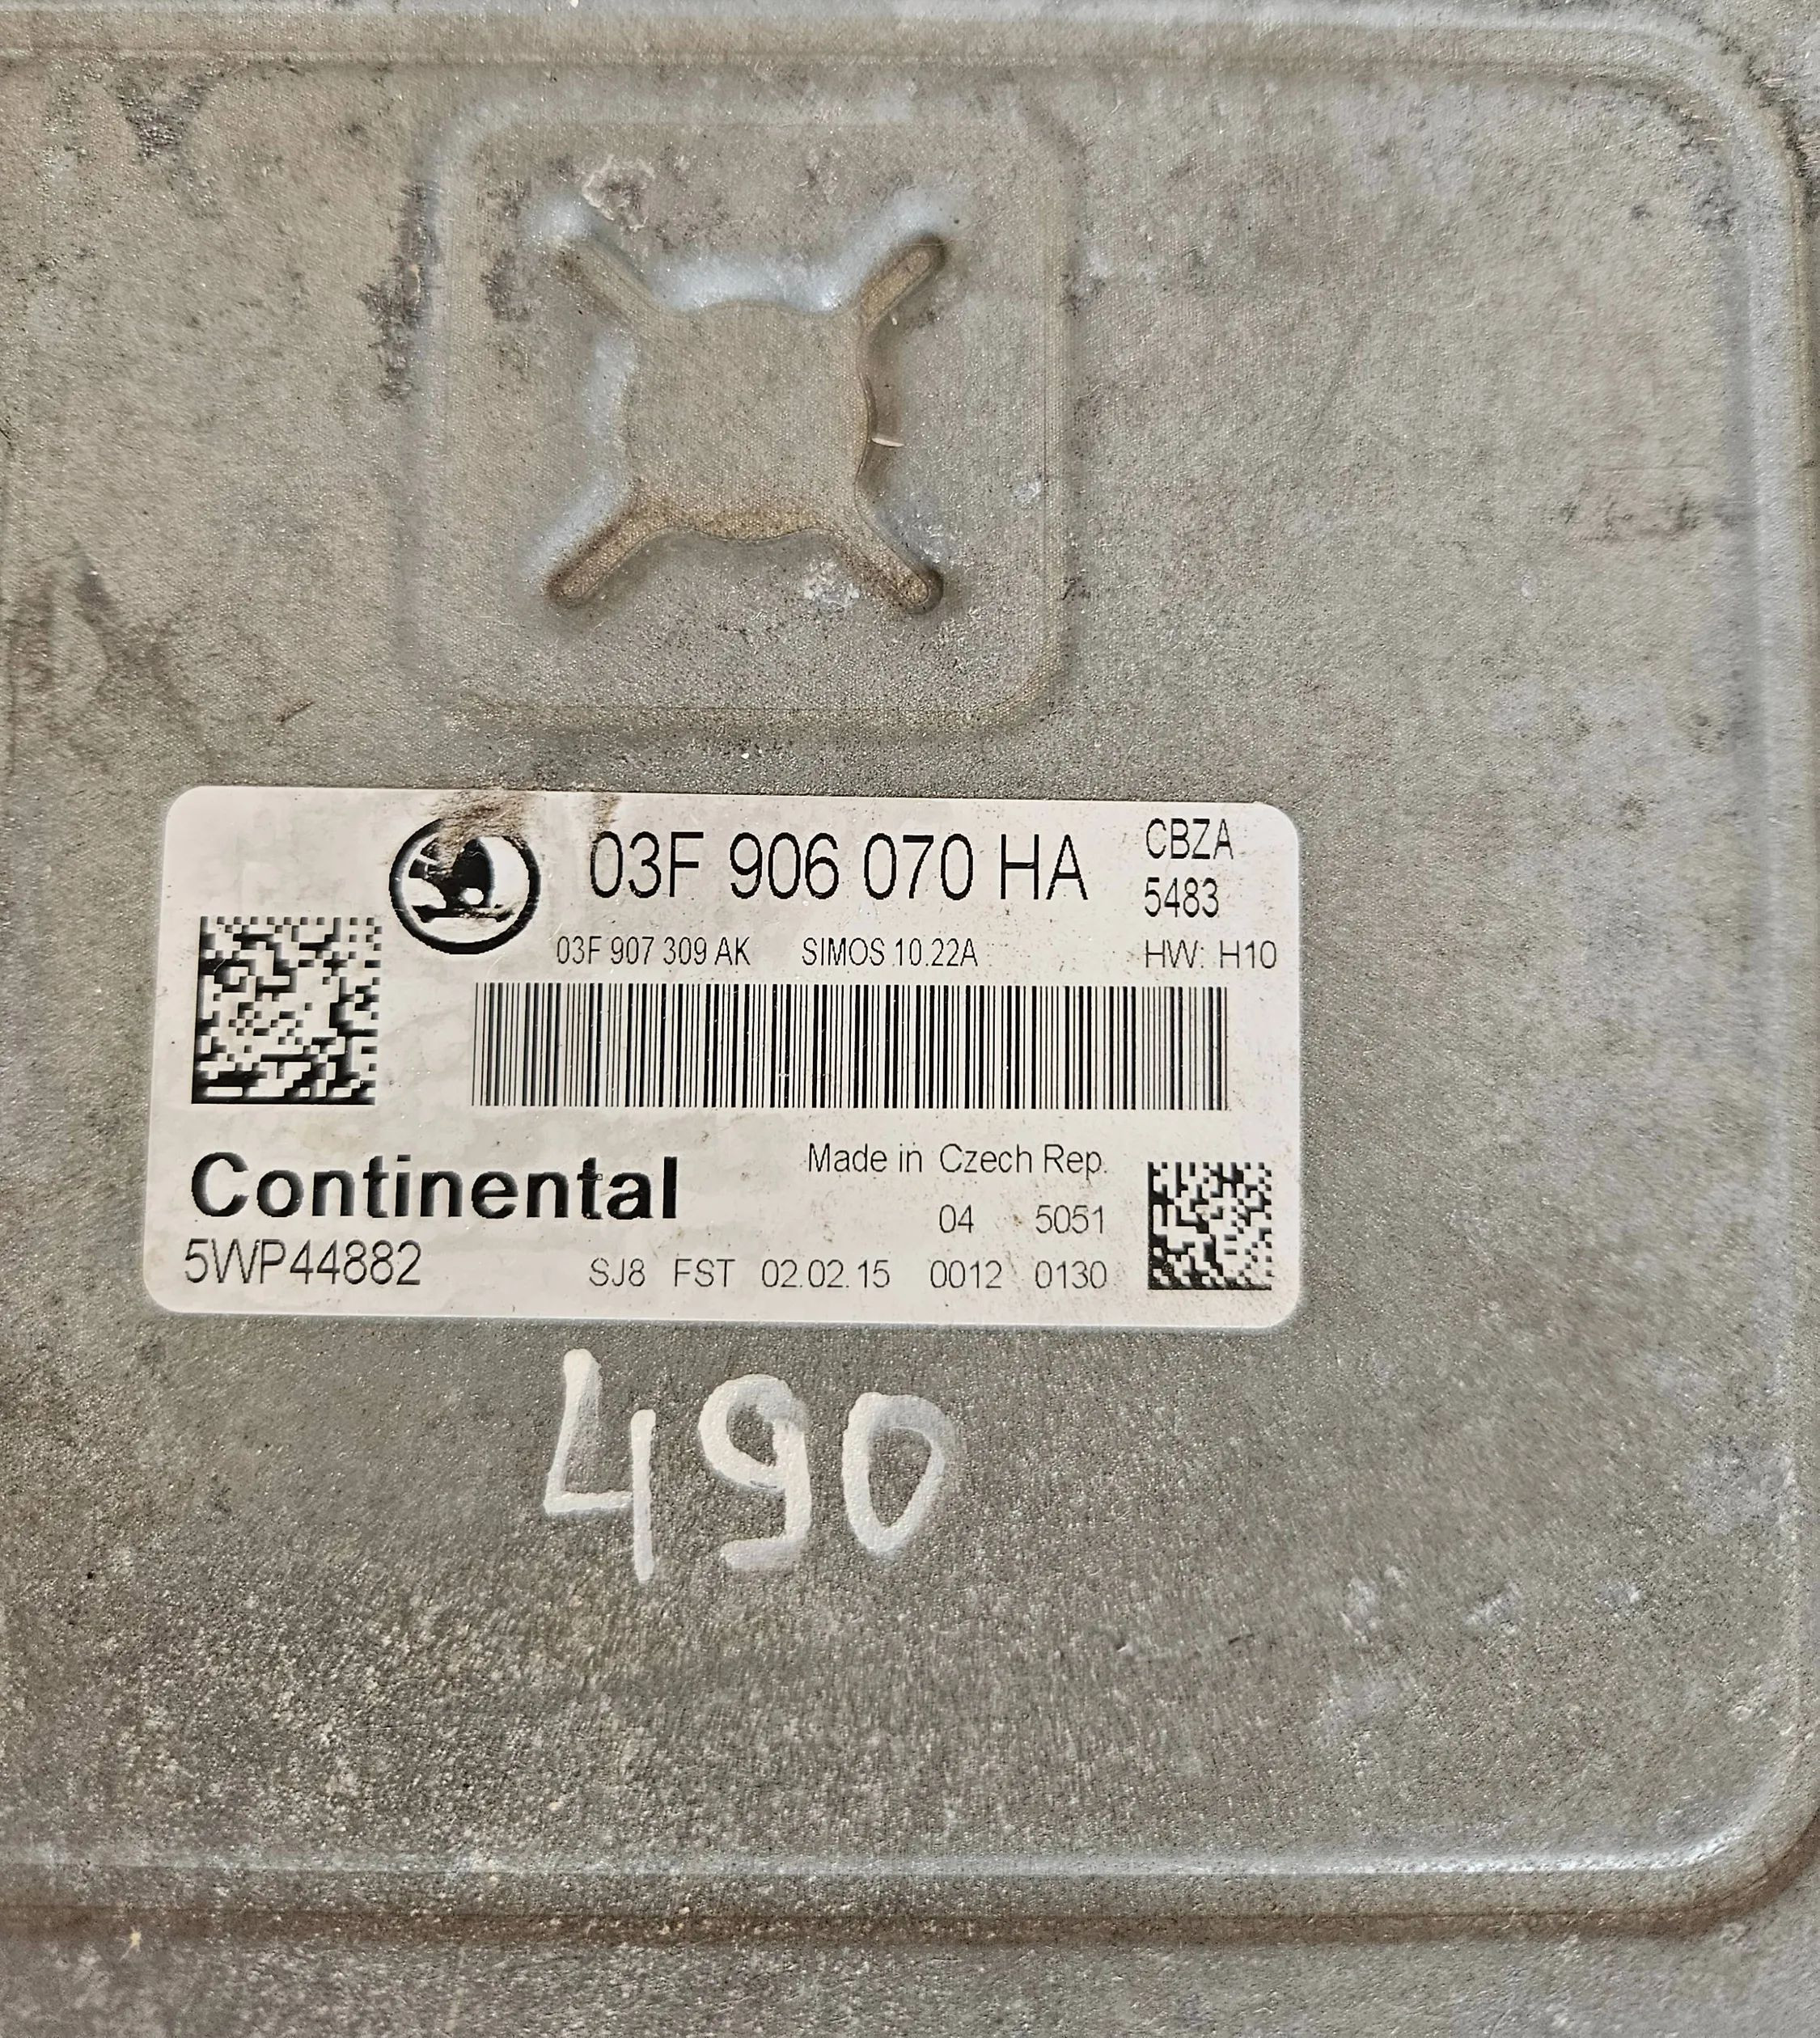 03F 906 070 HA
CBZA
5483
03F 907 309 AK SIMOS 10.22A HW: H10
Made in Czech Rep.
Continental
04 5051
5WP44882 SJ8 FST 02.02.15 0012 0130
490